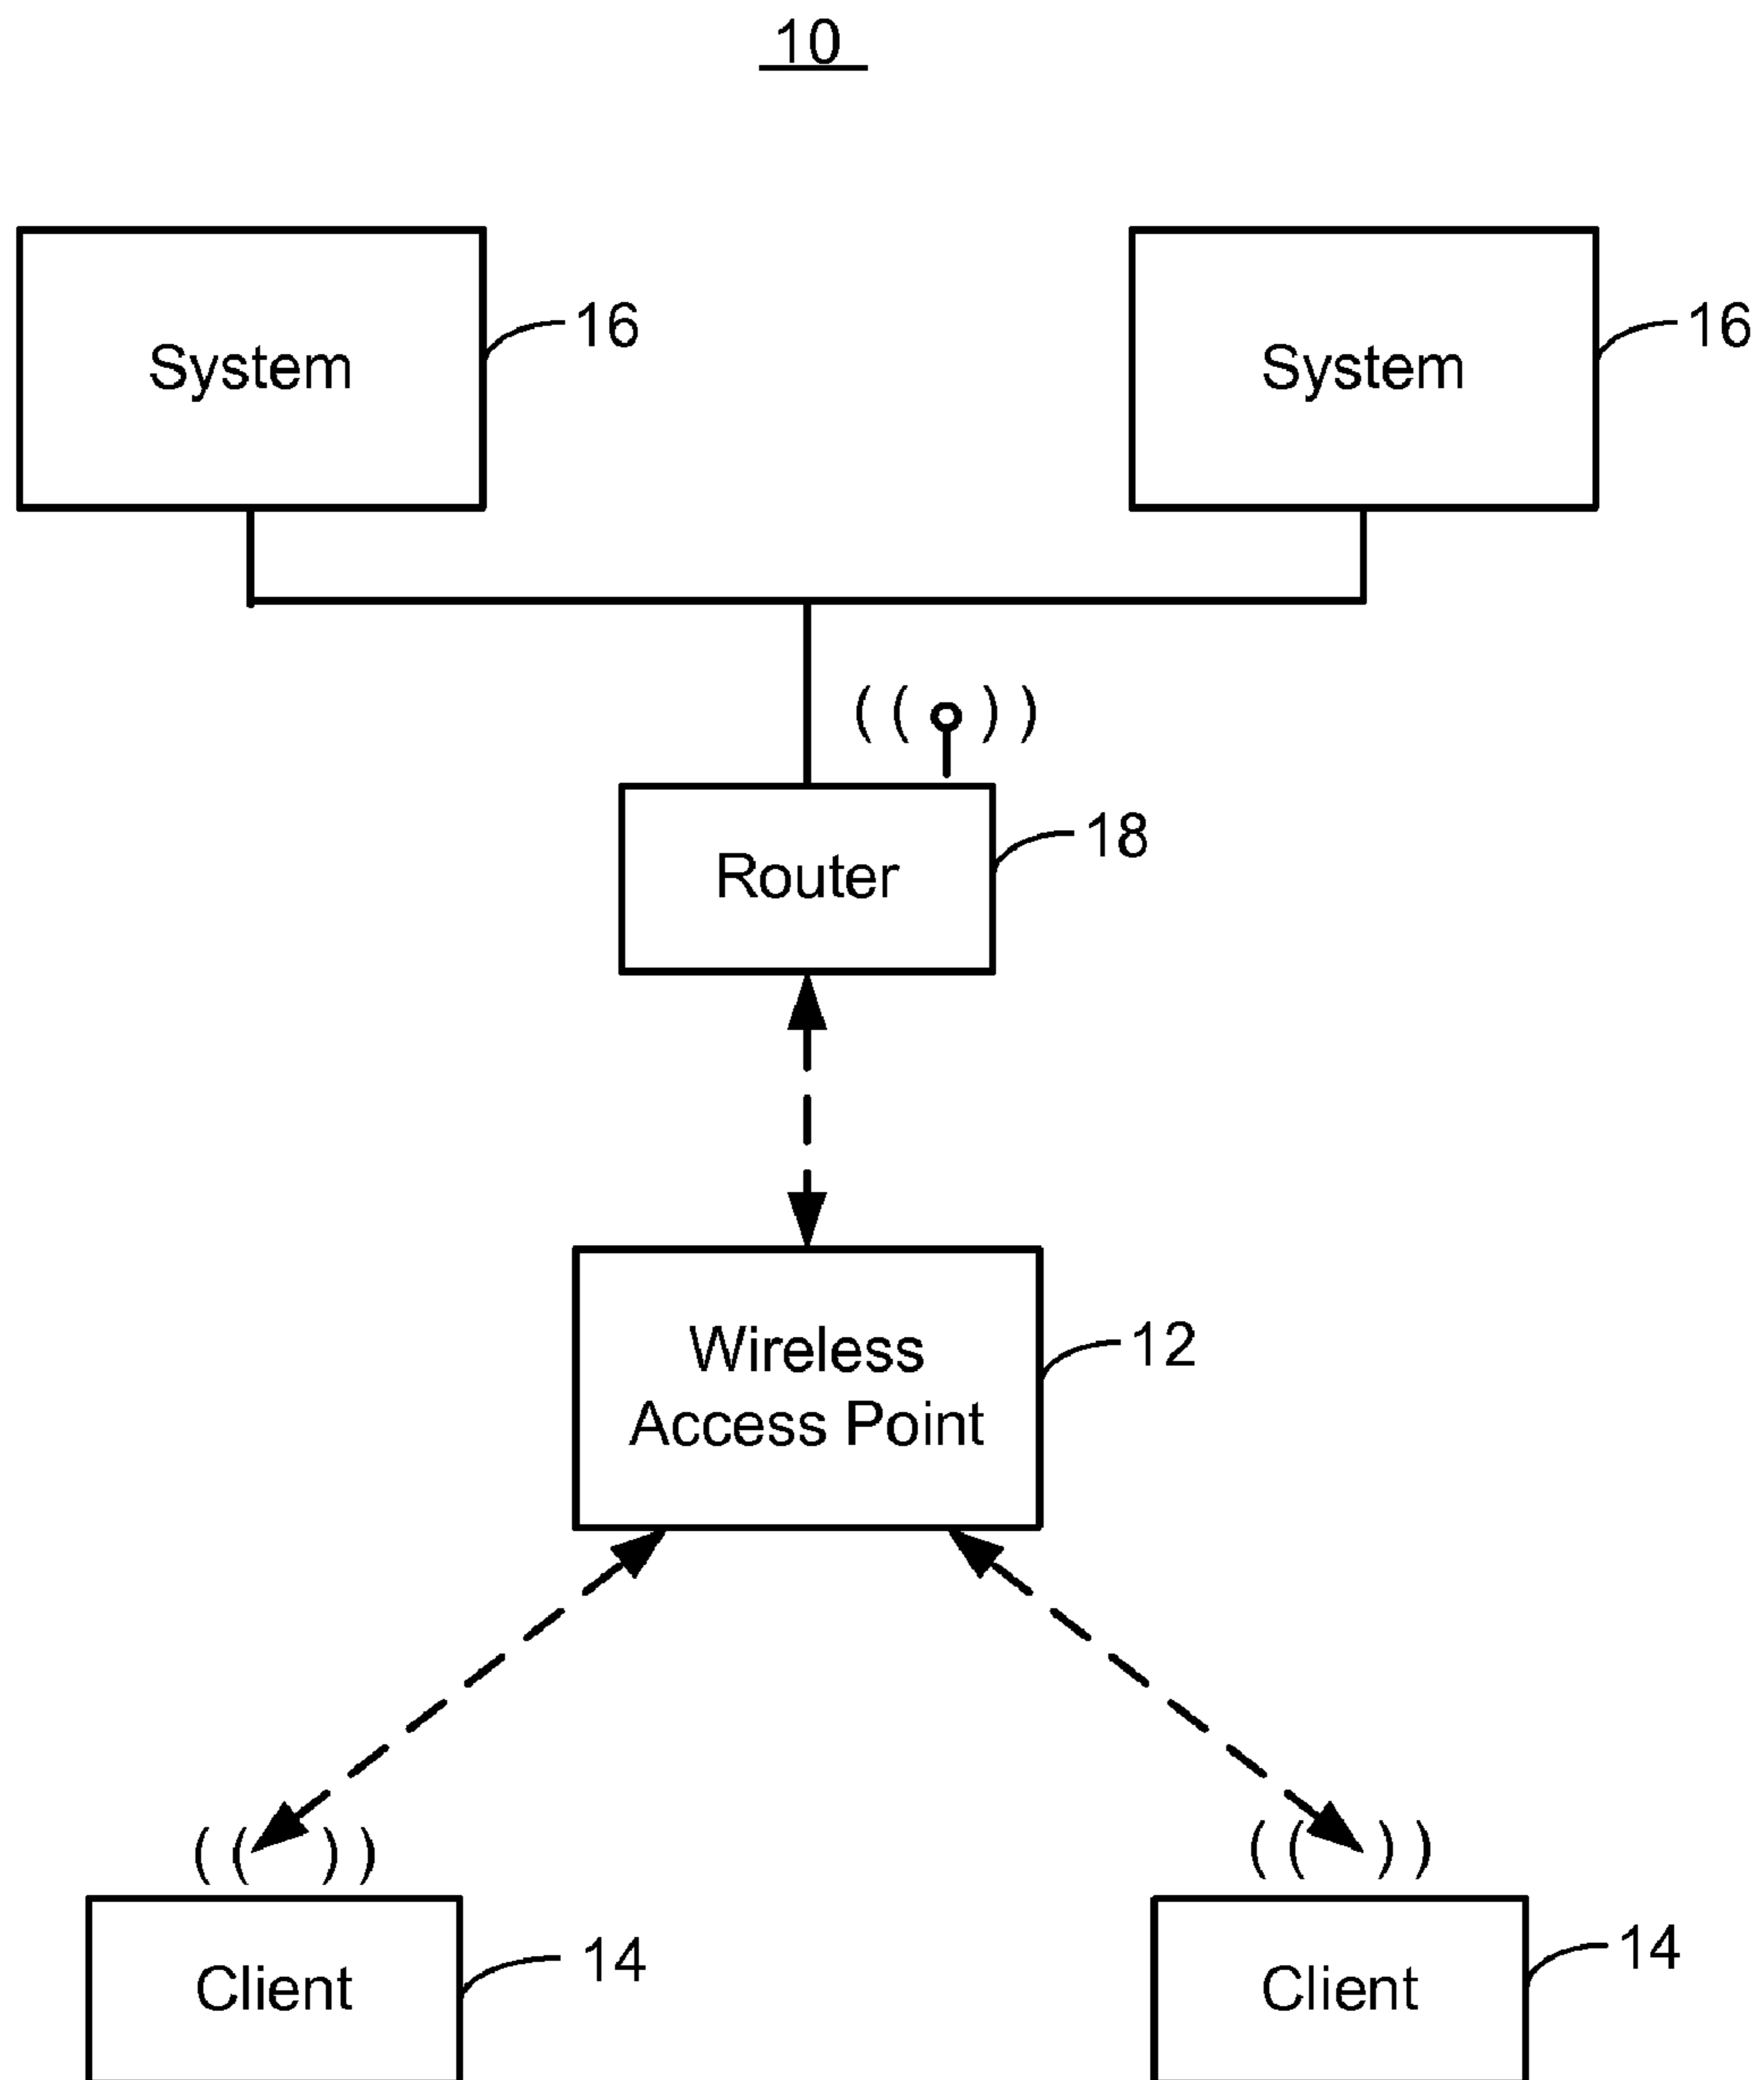 10
System
16
System
16
((  ))
Router
18
Wireless
Access Point
12
((  ))
((  ))
Client
14
Client
14